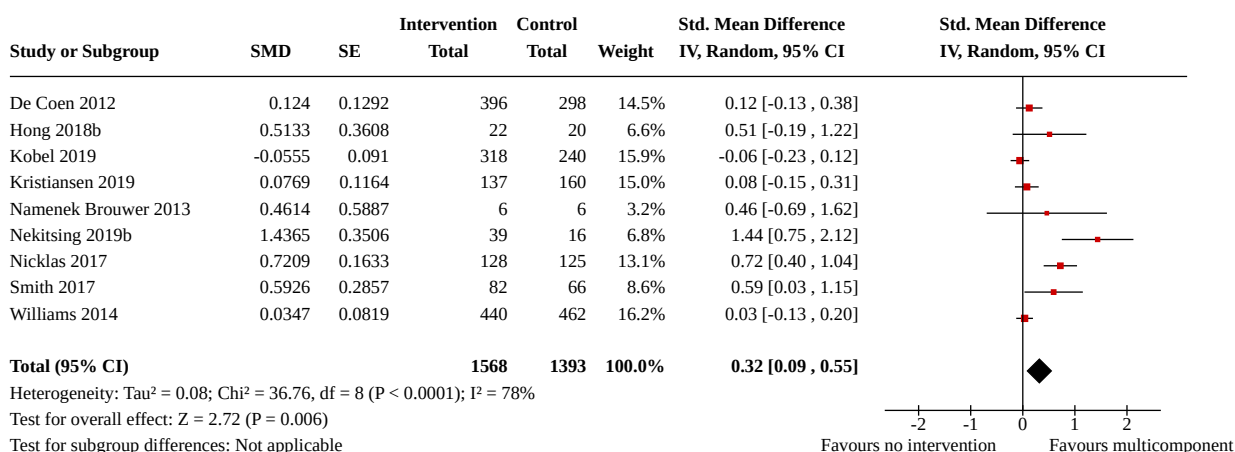 Intervention Control Std. Mean Difference Std. Mean Difference
Study or Subgroup SMD SE Total Total Weight IV, Random, 95% CI IV, Random, 95% CI
De Coen 2012 0.124 0.1292 396 298 14.5% 0.12 [-0.13 , 0.38]
Hong 2018b 0.5133 0.3608 22 20 6.6% 0.51 [-0.19 , 1.22]
Kobel 2019 -0.0555 0.091 318 240 15.9% -0.06 [-0.23 , 0.12]
Kristiansen 2019 0.0769 0.1164 137 160 15.0% 0.08 [-0.15 , 0.31]
Namenek Brouwer 2013 0.4614 0.5887 6 6 3.2% 0.46 [-0.69 , 1.62]
Nekitsing 2019b 1.4365 0.3506 39 16 6.8% 1.44 [0.75 , 2.12]
Nicklas 2017 0.7209 0.1633 128 125 13.1% 0.72 [0.40 , 1.04]
Smith 2017 0.5926 0.2857 82 66 8.6% 0.59 [0.03 , 1.15]
Williams 2014 0.0347 0.0819 440 462 16.2% 0.03 [-0.13 , 0.20]
Total (95% CI) 1568 1393 100.0% 0.32 [0.09 , 0.55]
Heterogeneity: Tau² = 0.08; Chi² = 36.76, df = 8 (P < 0.0001); I² = 78%
Test for overall effect: Z = 2.72 (P = 0.006) -2 -1 0 1 2
Test for subgroup differences: Not applicable Favours no intervention Favours multicomponent